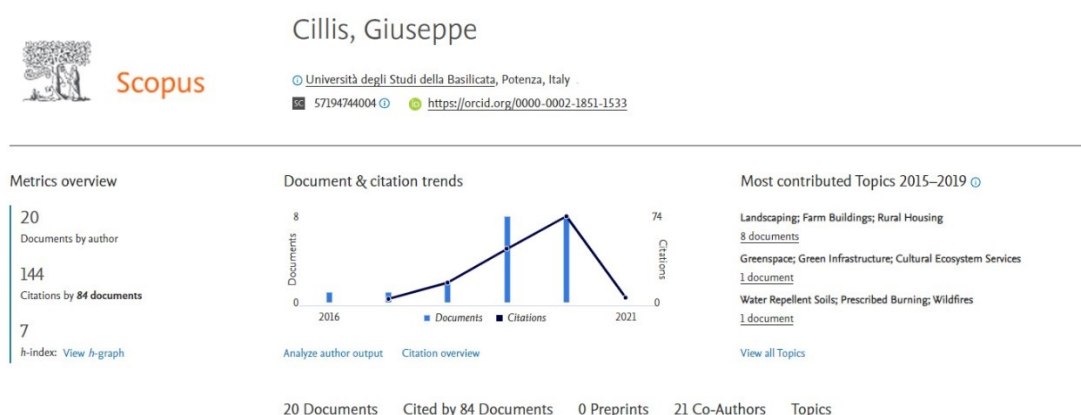 Scopus
Cillis, Giuseppe
Università degli Studi della Basilicata, Potenza, Italy
SC 57194744004
iD https://orcid.org/0000-0002-1851-1533
Metrics overview
20
Documents by author
144
Citations by 84 documents
7
h-index: View h-graph
Document & citation trends
8
74
Documents
Citations
0
0
2016
Documents
Citations
2021
Analyze author output
Citation overview
Most contributed Topics 2015–2019
Landscaping; Farm Buildings; Rural Housing
8 documents
Greenspace; Green Infrastructure; Cultural Ecosystem Services
1 document
Water Repellent Soils; Prescribed Burning; Wildfires
1 document
View all Topics
20 Documents Cited by 84 Documents 0 Preprints 21 Co-Authors Topics